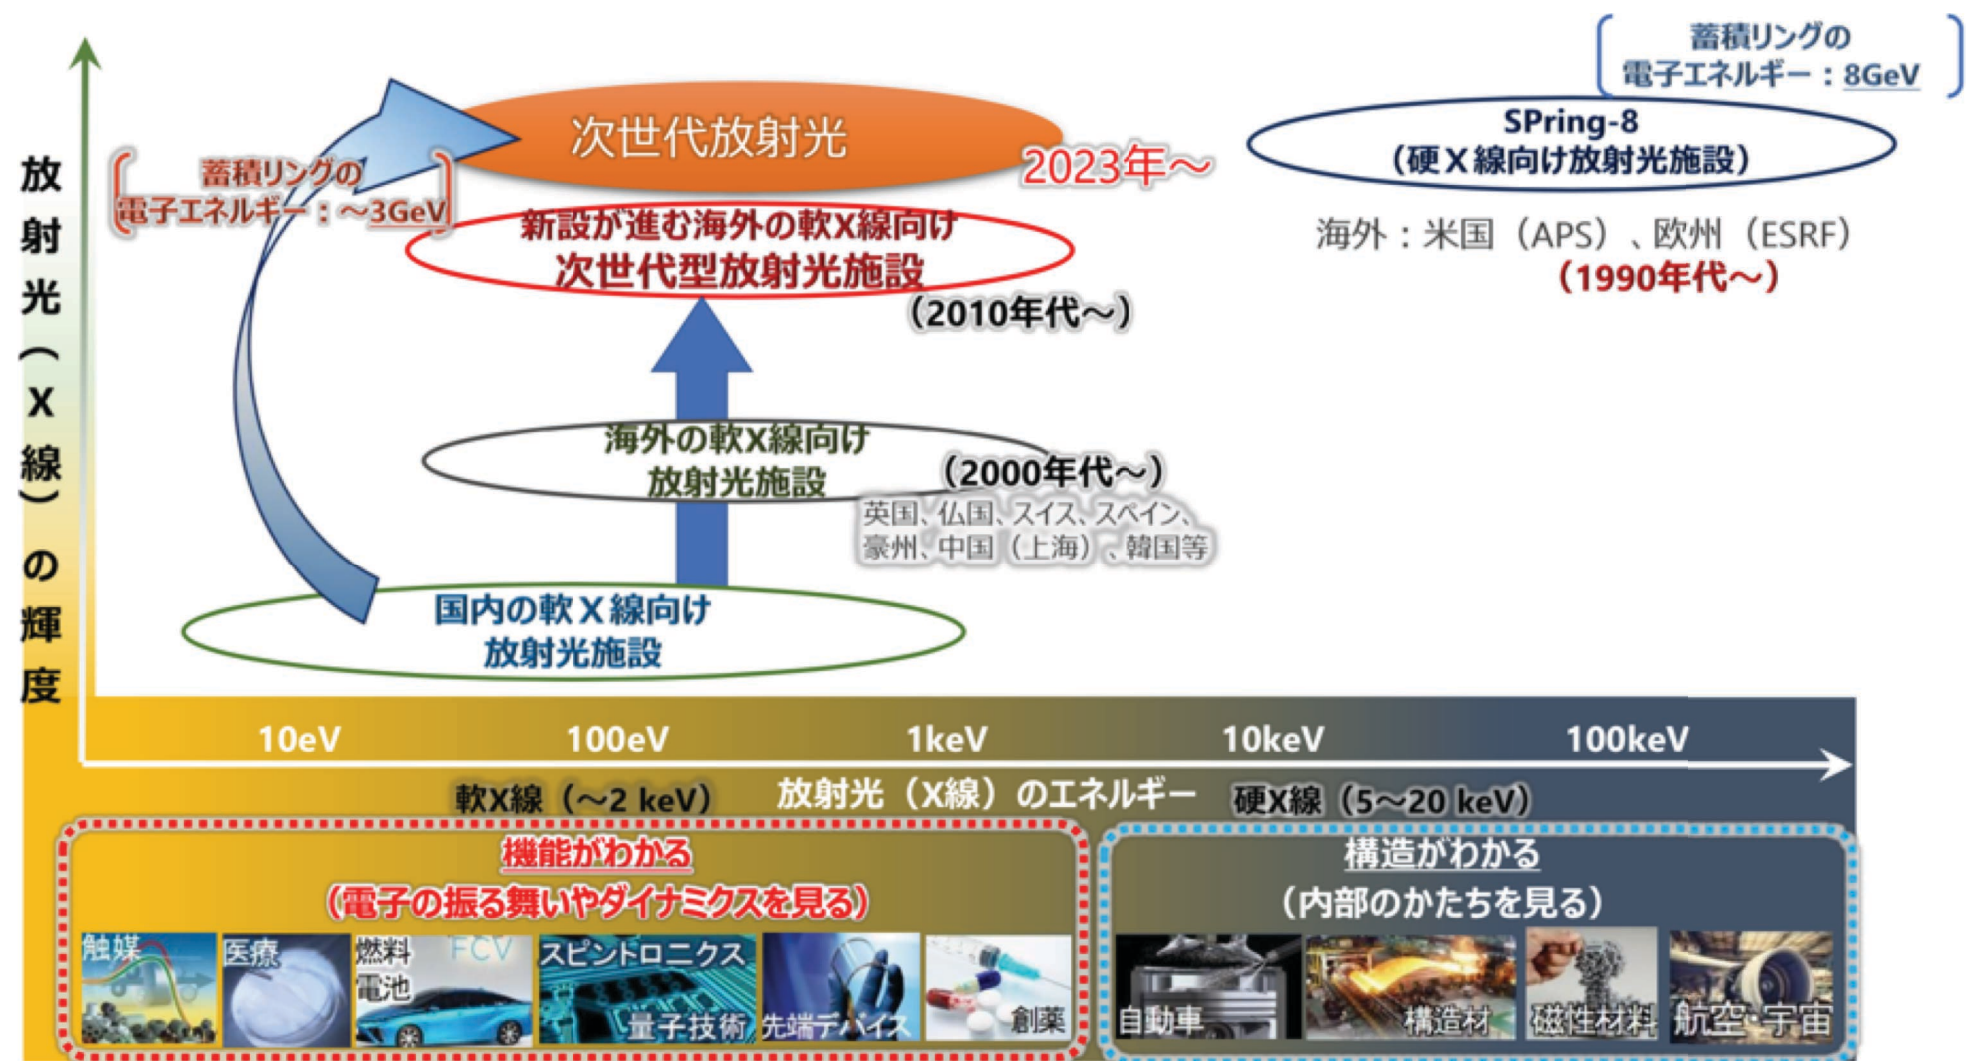 蓄積リングの
電子エネルギー：8GeV
SPring-8
（硬Ｘ線向け放射光施設）
海外：米国（APS）、欧州（ESRF）
（1990年代～）
次世代放射光
2023年～
蓄積リングの
電子エネルギー：～3GeV
新設が進む海外の軟X線向け
次世代型放射光施設
（2010年代～）
海外の軟X線向け
放射光施設
（2000年代～）
英国、仏国、スイス、スペイン、
豪州、中国（上海）、韓国等
国内の軟Ｘ線向け
放射光施設
放射光（X線）の輝度
10eV 100eV 1keV 10keV 100keV
軟X線（～2 keV） 放射光（X線）のエネルギー 硬X線（5～20 keV）
機能がわかる
（電子の振る舞いやダイナミクスを見る）
触媒
医療
燃料
電池
FCV
スピントロニクス
量子技術
先端デバイス
創薬
構造がわかる
（内部のかたちを見る）
自動車
構造材
磁性材料
航空・宇宙